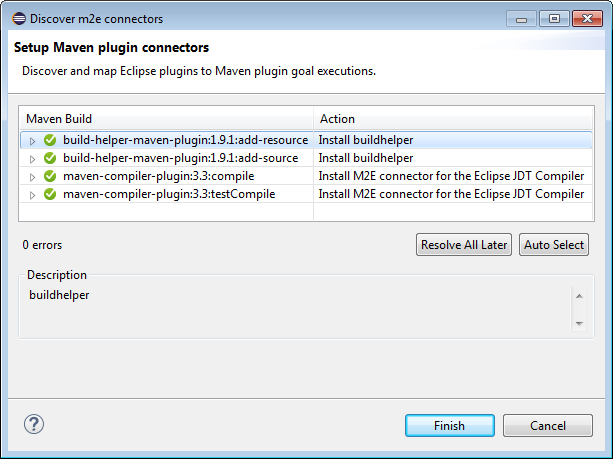 Discover m2e connectors
Setup Maven plugin connectors
Discover and map Eclipse plugins to Maven plugin goal executions.
Maven Build Action
build-helper-maven-plugin:1.9.1:add-resource Install buildhelper
build-helper-maven-plugin:1.9.1:add-source Install buildhelper
maven-compiler-plugin:3.3:compile Install M2E connector for the Eclipse JDT Compiler
maven-compiler-plugin:3.3:testCompile Install M2E connector for the Eclipse JDT Compiler
0 errors Resolve All Later Auto Select
Description
buildhelper
? Finish Cancel